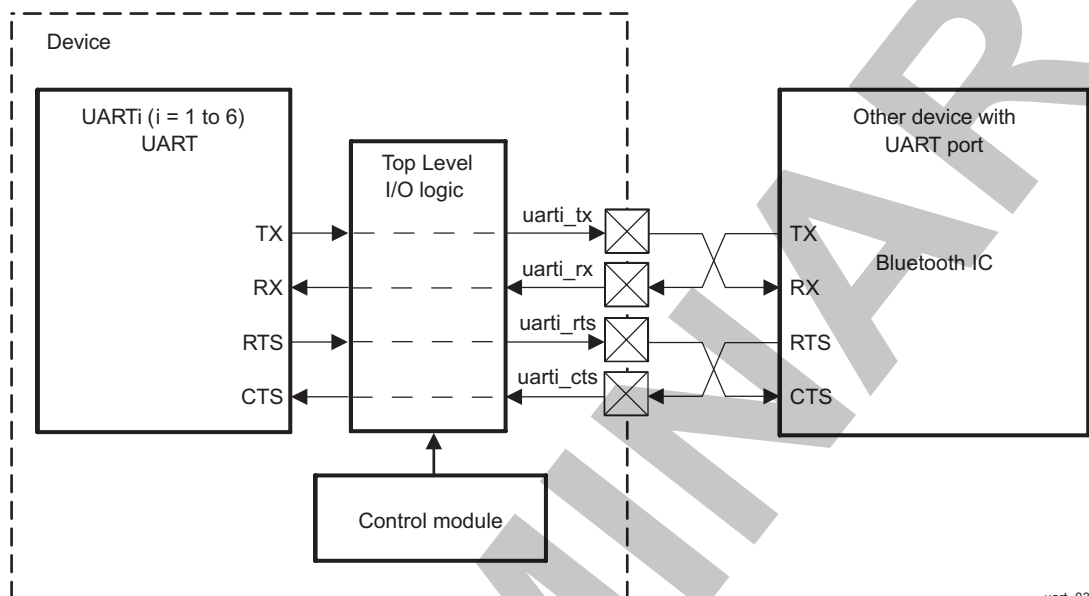 Device
UARTi (i = 1 to 6)
UART
TX
RX
RTS
CTS
Top Level
I/O logic
Control module
uarti_tx
uarti_rx
uarti_rts
uarti_cts
Other device with
UART port
Bluetooth IC
TX
RX
RTS
CTS
MINAR